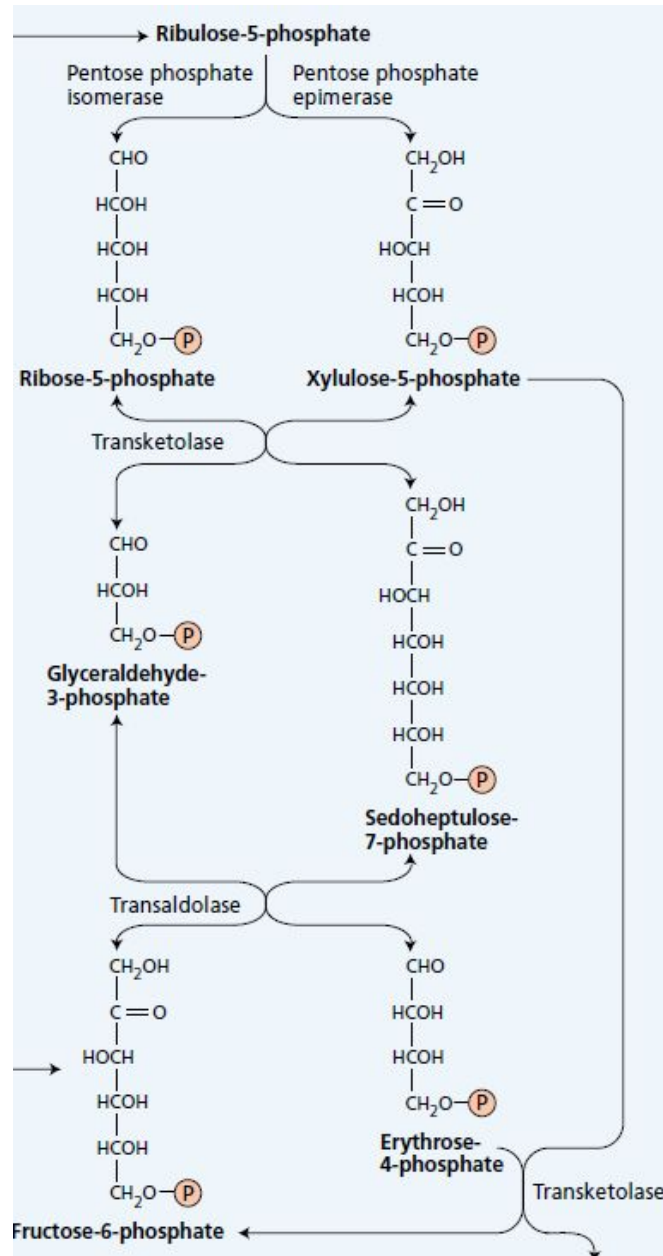 Ribulose-5-phosphate
Pentose phosphate
isomerase
Pentose phosphate
epimerase
CHO
HCOH
HCOH
HCOH
CH₂O P
Ribose-5-phosphate
CH₂OH
C=O
HOCH
HCOH
CH₂O P
Xylulose-5-phosphate
Transketolase
CHO
HCOH
CH₂O P
Glyceraldehyde-
3-phosphate
CH₂OH
C=O
HOCH
HCOH
HCOH
HCOH
CH₂O P
Sedoheptulose-
7-phosphate
Transaldolase
CH₂OH
C=O
HOCH
HCOH
HCOH
CH₂O P
Fructose-6-phosphate
CHO
HCOH
HCOH
CH₂O P
Erythrose-
4-phosphate
Transketolase